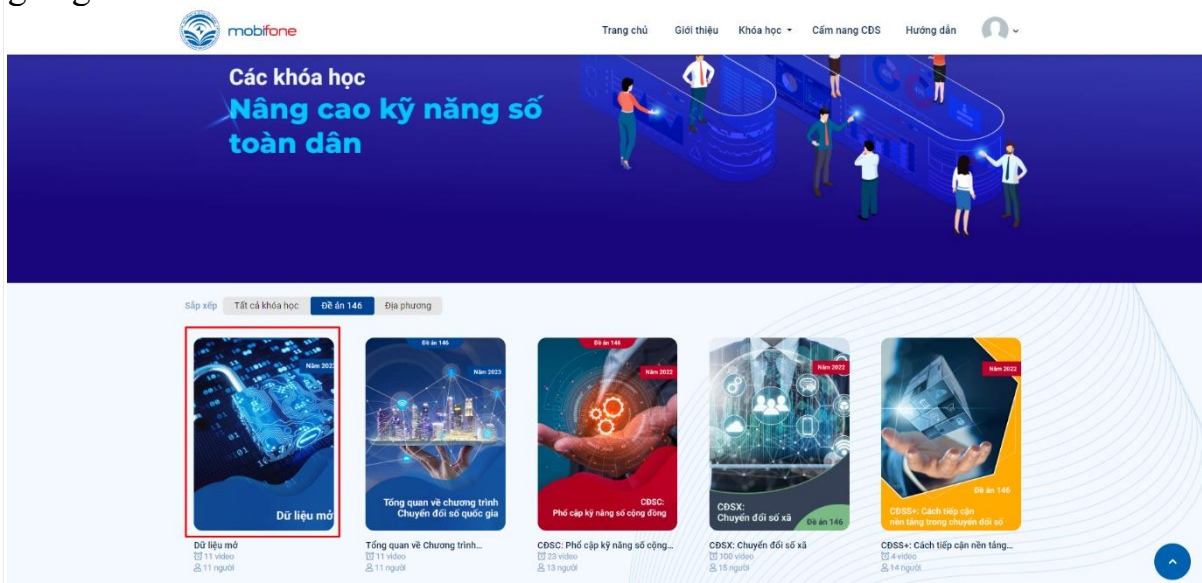 mobifone
Trang chủ Giới thiệu Khóa học Cẩm nang CĐS Hướng dẫn
Các khóa học
Nâng cao kỹ năng số
toàn dân
Sắp xếp Tất cả khóa học Đề án 146 Địa phương
Năm 2023
Dữ liệu mở
Dữ liệu mở
11 video
11 người
Đề án 146
Năm 2023
Tổng quan về chương trình
Chuyển đổi số quốc gia
Tổng quan về Chương trình...
11 video
11 người
Đề án 146
Năm 2022
CĐSC:
Phổ cập kỹ năng số cộng đồng
CĐSC: Phổ cập kỹ năng số cộng...
23 video
13 người
Năm 2022
CĐSX:
Chuyển đổi số xã
Đề án 146
CĐSX: Chuyển đổi số xã
100 video
15 người
Năm 2022
Đề án 146
CĐSS+: Cách tiếp cận
nền tảng trong chuyển đổi số
CĐSS+: Cách tiếp cận nền tảng...
4 video
14 người